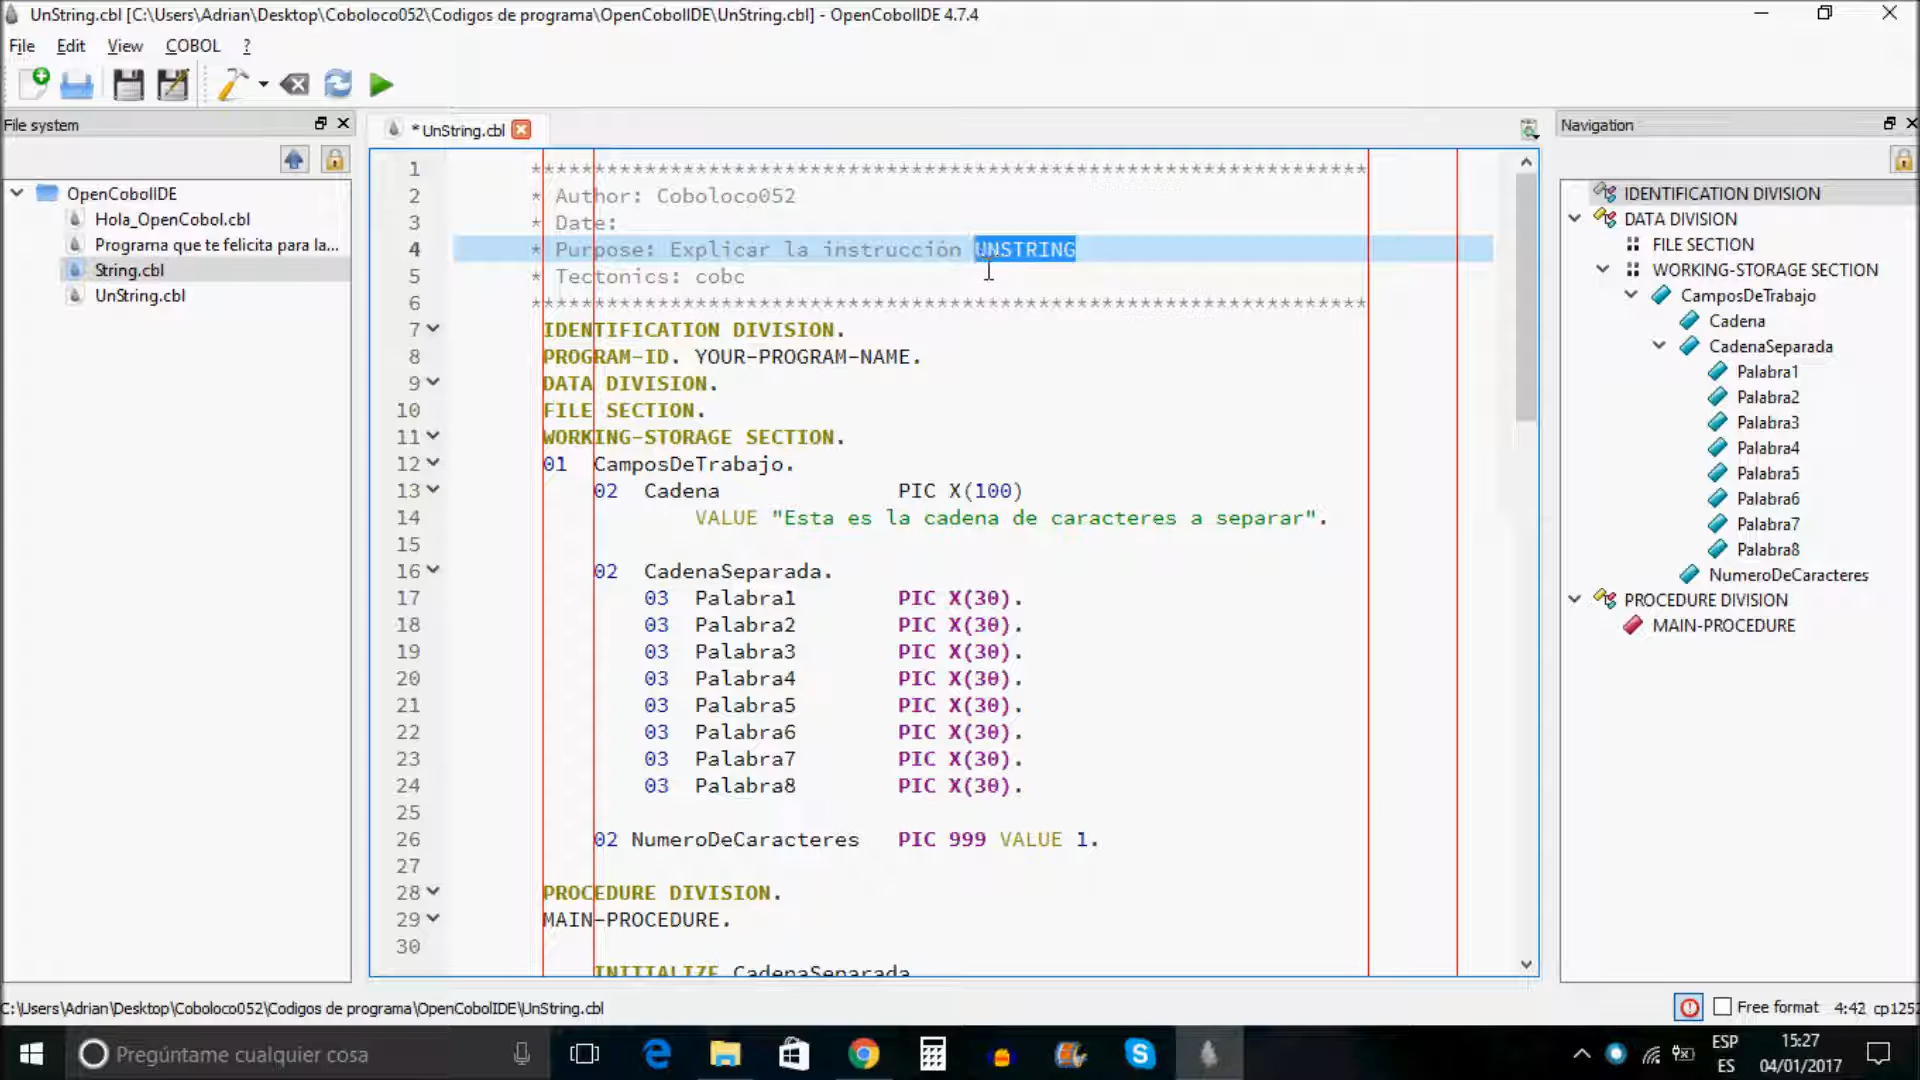 UnString.cbl [C:\Users\Adrian\Desktop\Coboloco052\Codigos de programa\OpenCobolIDE\UnString.cbl] - OpenCobolIDE 4.7.4
File Edit View COBOL ?
File system
OpenCobolIDE
Hola_OpenCobol.cbl
Programa que te felicita para la...
String.cbl
UnString.cbl
* UnString.cbl
1 ******************************************************************
2 * Author: Coboloco052
3 * Date:
4 * Purpose: Explicar la instrucción UNSTRING
5 * Tectonics: cobc
6 ******************************************************************
7 IDENTIFICATION DIVISION.
8 PROGRAM-ID. YOUR-PROGRAM-NAME.
9 DATA DIVISION.
10 FILE SECTION.
11 WORKING-STORAGE SECTION.
12 01 CamposDeTrabajo.
13 02 Cadena PIC X(100)
14 VALUE "Esta es la cadena de caracteres a separar".
15
16 02 CadenaSeparada.
17 03 Palabra1 PIC X(30).
18 03 Palabra2 PIC X(30).
19 03 Palabra3 PIC X(30).
20 03 Palabra4 PIC X(30).
21 03 Palabra5 PIC X(30).
22 03 Palabra6 PIC X(30).
23 03 Palabra7 PIC X(30).
24 03 Palabra8 PIC X(30).
25
26 02 NumeroDeCaracteres PIC 999 VALUE 1.
27
28 PROCEDURE DIVISION.
29 MAIN-PROCEDURE.
30
INITIALIZE CadenaSeparada
Navigation
IDENTIFICATION DIVISION
DATA DIVISION
FILE SECTION
WORKING-STORAGE SECTION
CamposDeTrabajo
Cadena
CadenaSeparada
Palabra1
Palabra2
Palabra3
Palabra4
Palabra5
Palabra6
Palabra7
Palabra8
NumeroDeCaracteres
PROCEDURE DIVISION
MAIN-PROCEDURE
C:\Users\Adrian\Desktop\Coboloco052\Codigos de programa\OpenCobolIDE\UnString.cbl
Free format 4:42 cp1252
Pregúntame cualquier cosa
ESP
ES
15:27
04/01/2017